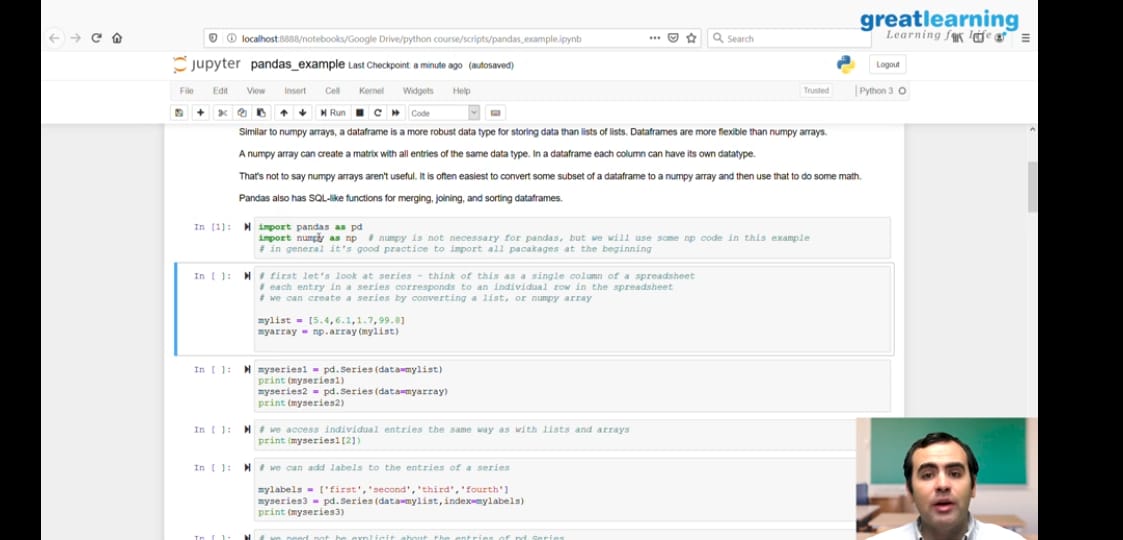 greatlearning
Learning for Life
localhost:8888/notebooks/Google Drive/python course/scripts/pandas_example.ipynb
Search
jupyter pandas_example Last Checkpoint: a minute ago (autosaved)
Logout
File Edit View Insert Cell Kernel Widgets Help
Trusted
Python 3
Run
Code
Similar to numpy arrays, a dataframe is a more robust data type for storing data than lists of lists. Dataframes are more flexible than numpy arrays.
A numpy array can create a matrix with all entries of the same data type. In a dataframe each column can have its own datatype.
That's not to say numpy arrays aren't useful. It is often easiest to convert some subset of a dataframe to a numpy array and then use that to do some math.
Pandas also has SQL-like functions for merging, joining, and sorting dataframes.
In [1]: import pandas as pd
import numpy as np # numpy is not necessary for pandas, but we will use some np code in this example
# in general it's good practice to import all pacakages at the beginning
In [ ]: # first let's look at series - think of this as a single column of a spreadsheet
# each entry in a series corresponds to an individual row in the spreadsheet
# we can create a series by converting a list, or numpy array
mylist = [5.4,6.1,1.7,99.8]
myarray = np.array(mylist)
In [ ]: myseries1 = pd.Series(data=mylist)
print(myseries1)
myseries2 = pd.Series(data=myarray)
print(myseries2)
In [ ]: # we access individual entries the same way as with lists and arrays
print(myseries1[2])
In [ ]: # we can add labels to the entries of a series
mylabels = ['first','second','third','fourth']
myseries3 = pd.Series(data=mylist,index=mylabels)
print(myseries3)
In [ ]: # we need not be explicit about the entries of pd.Series